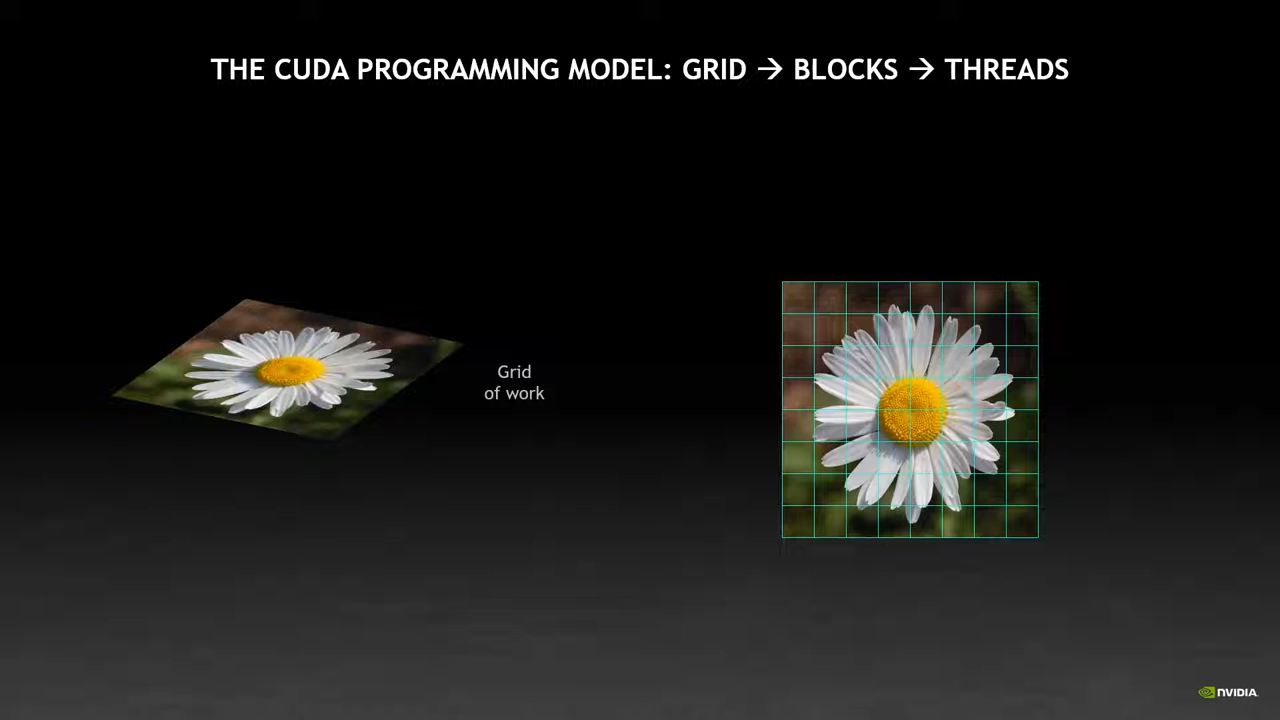 THE CUDA PROGRAMMING MODEL: GRID → BLOCKS → THREADS
Grid
of work
NVIDIA.